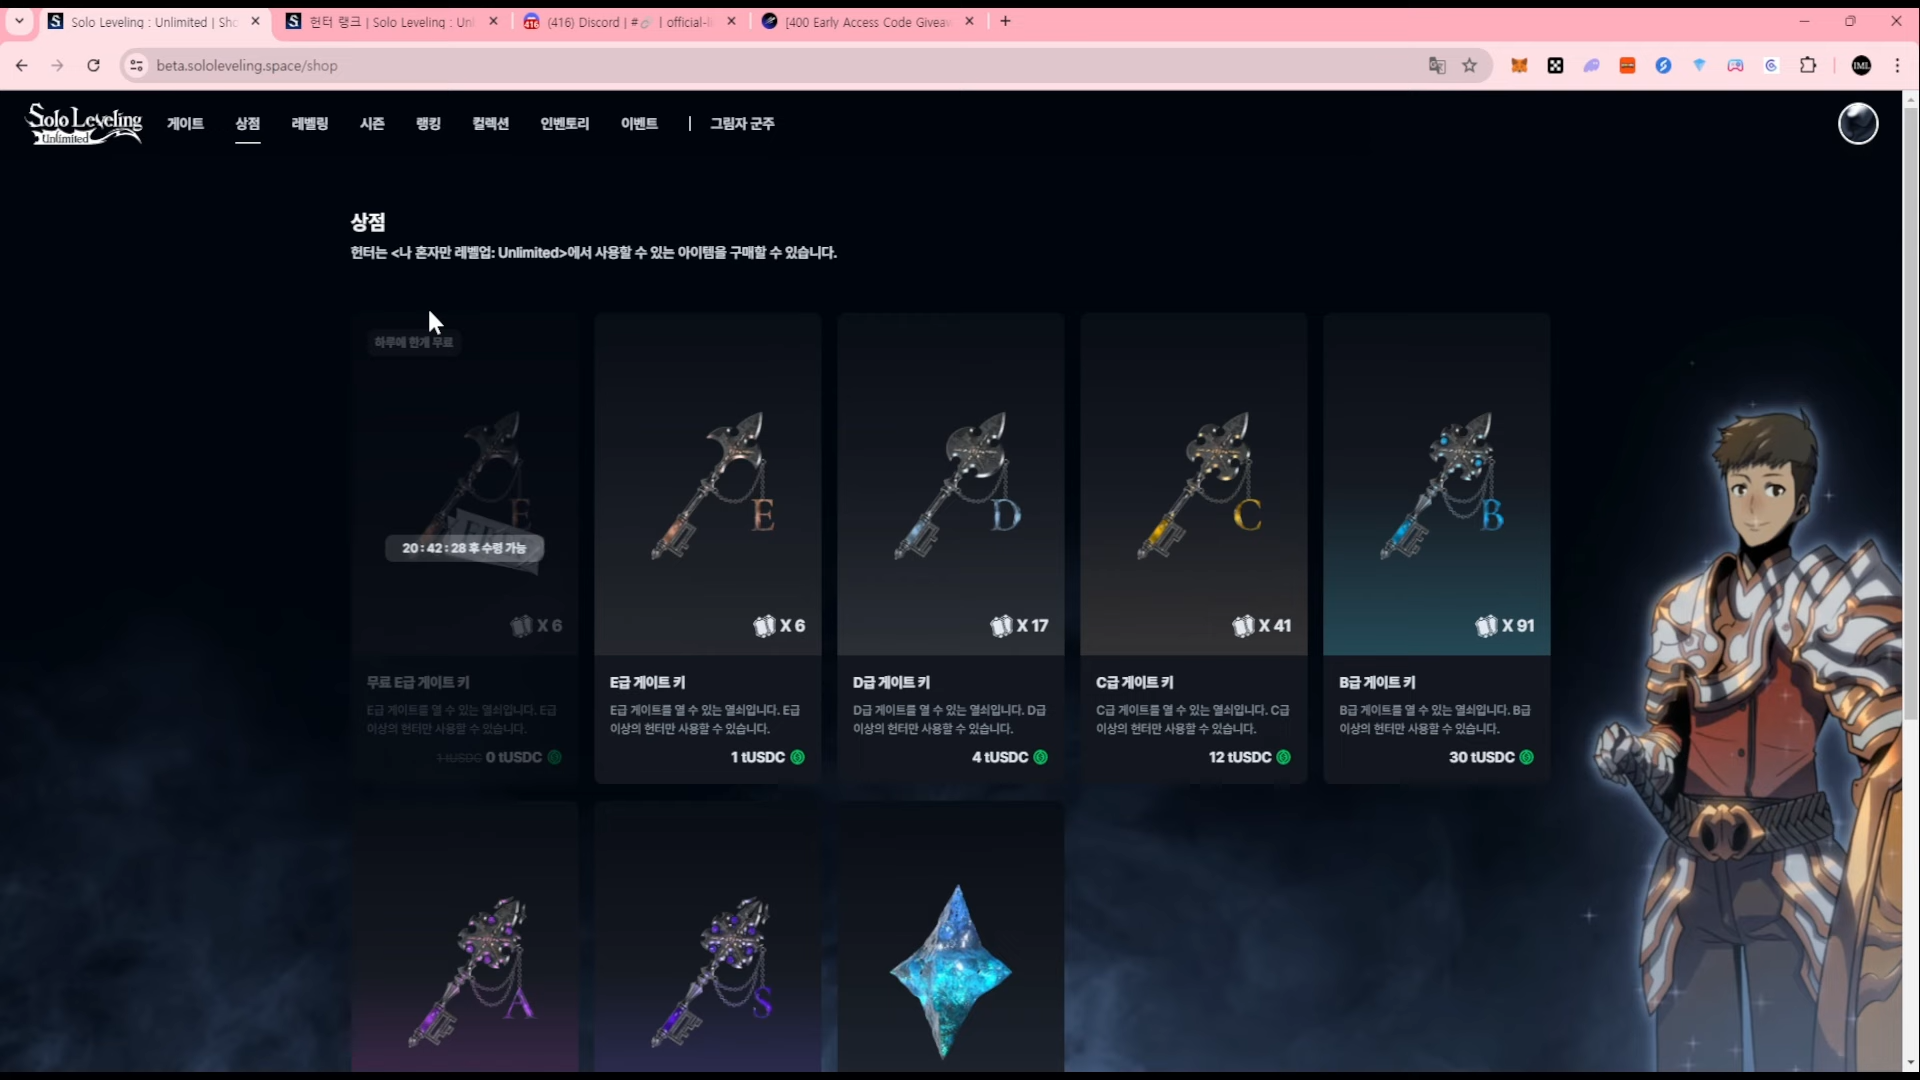 Solo Leveling : Unlimited | Sho
헌터 랭크 | Solo Leveling : Unl
(416) Discord | #🔗 | official-li
[400 Early Access Code Giveaw
beta.sololeveling.space/shop
Solo Leveling
Unlimited
게이트 상점 레벨링 시즌 랭킹 컬렉션 인벤토리 이벤트 | 그림자 군주
상점
헌터는 <나 혼자만 레벨업: Unlimited>에서 사용할 수 있는 아이템을 구매할 수 있습니다.
하루에 한개 무료
E
20 : 42 : 28 후 수령 가능
X 6
무료 E급 게이트 키
E급 게이트를 열 수 있는 열쇠입니다. E급
이상의 헌터만 사용할 수 있습니다.
1 tUSDC 0 tUSDC
E
X 6
E급 게이트 키
E급 게이트를 열 수 있는 열쇠입니다. E급
이상의 헌터만 사용할 수 있습니다.
1 tUSDC
D
X 17
D급 게이트 키
D급 게이트를 열 수 있는 열쇠입니다. D급
이상의 헌터만 사용할 수 있습니다.
4 tUSDC
C
X 41
C급 게이트 키
C급 게이트를 열 수 있는 열쇠입니다. C급
이상의 헌터만 사용할 수 있습니다.
12 tUSDC
B
X 91
B급 게이트 키
B급 게이트를 열 수 있는 열쇠입니다. B급
이상의 헌터만 사용할 수 있습니다.
30 tUSDC
A
S